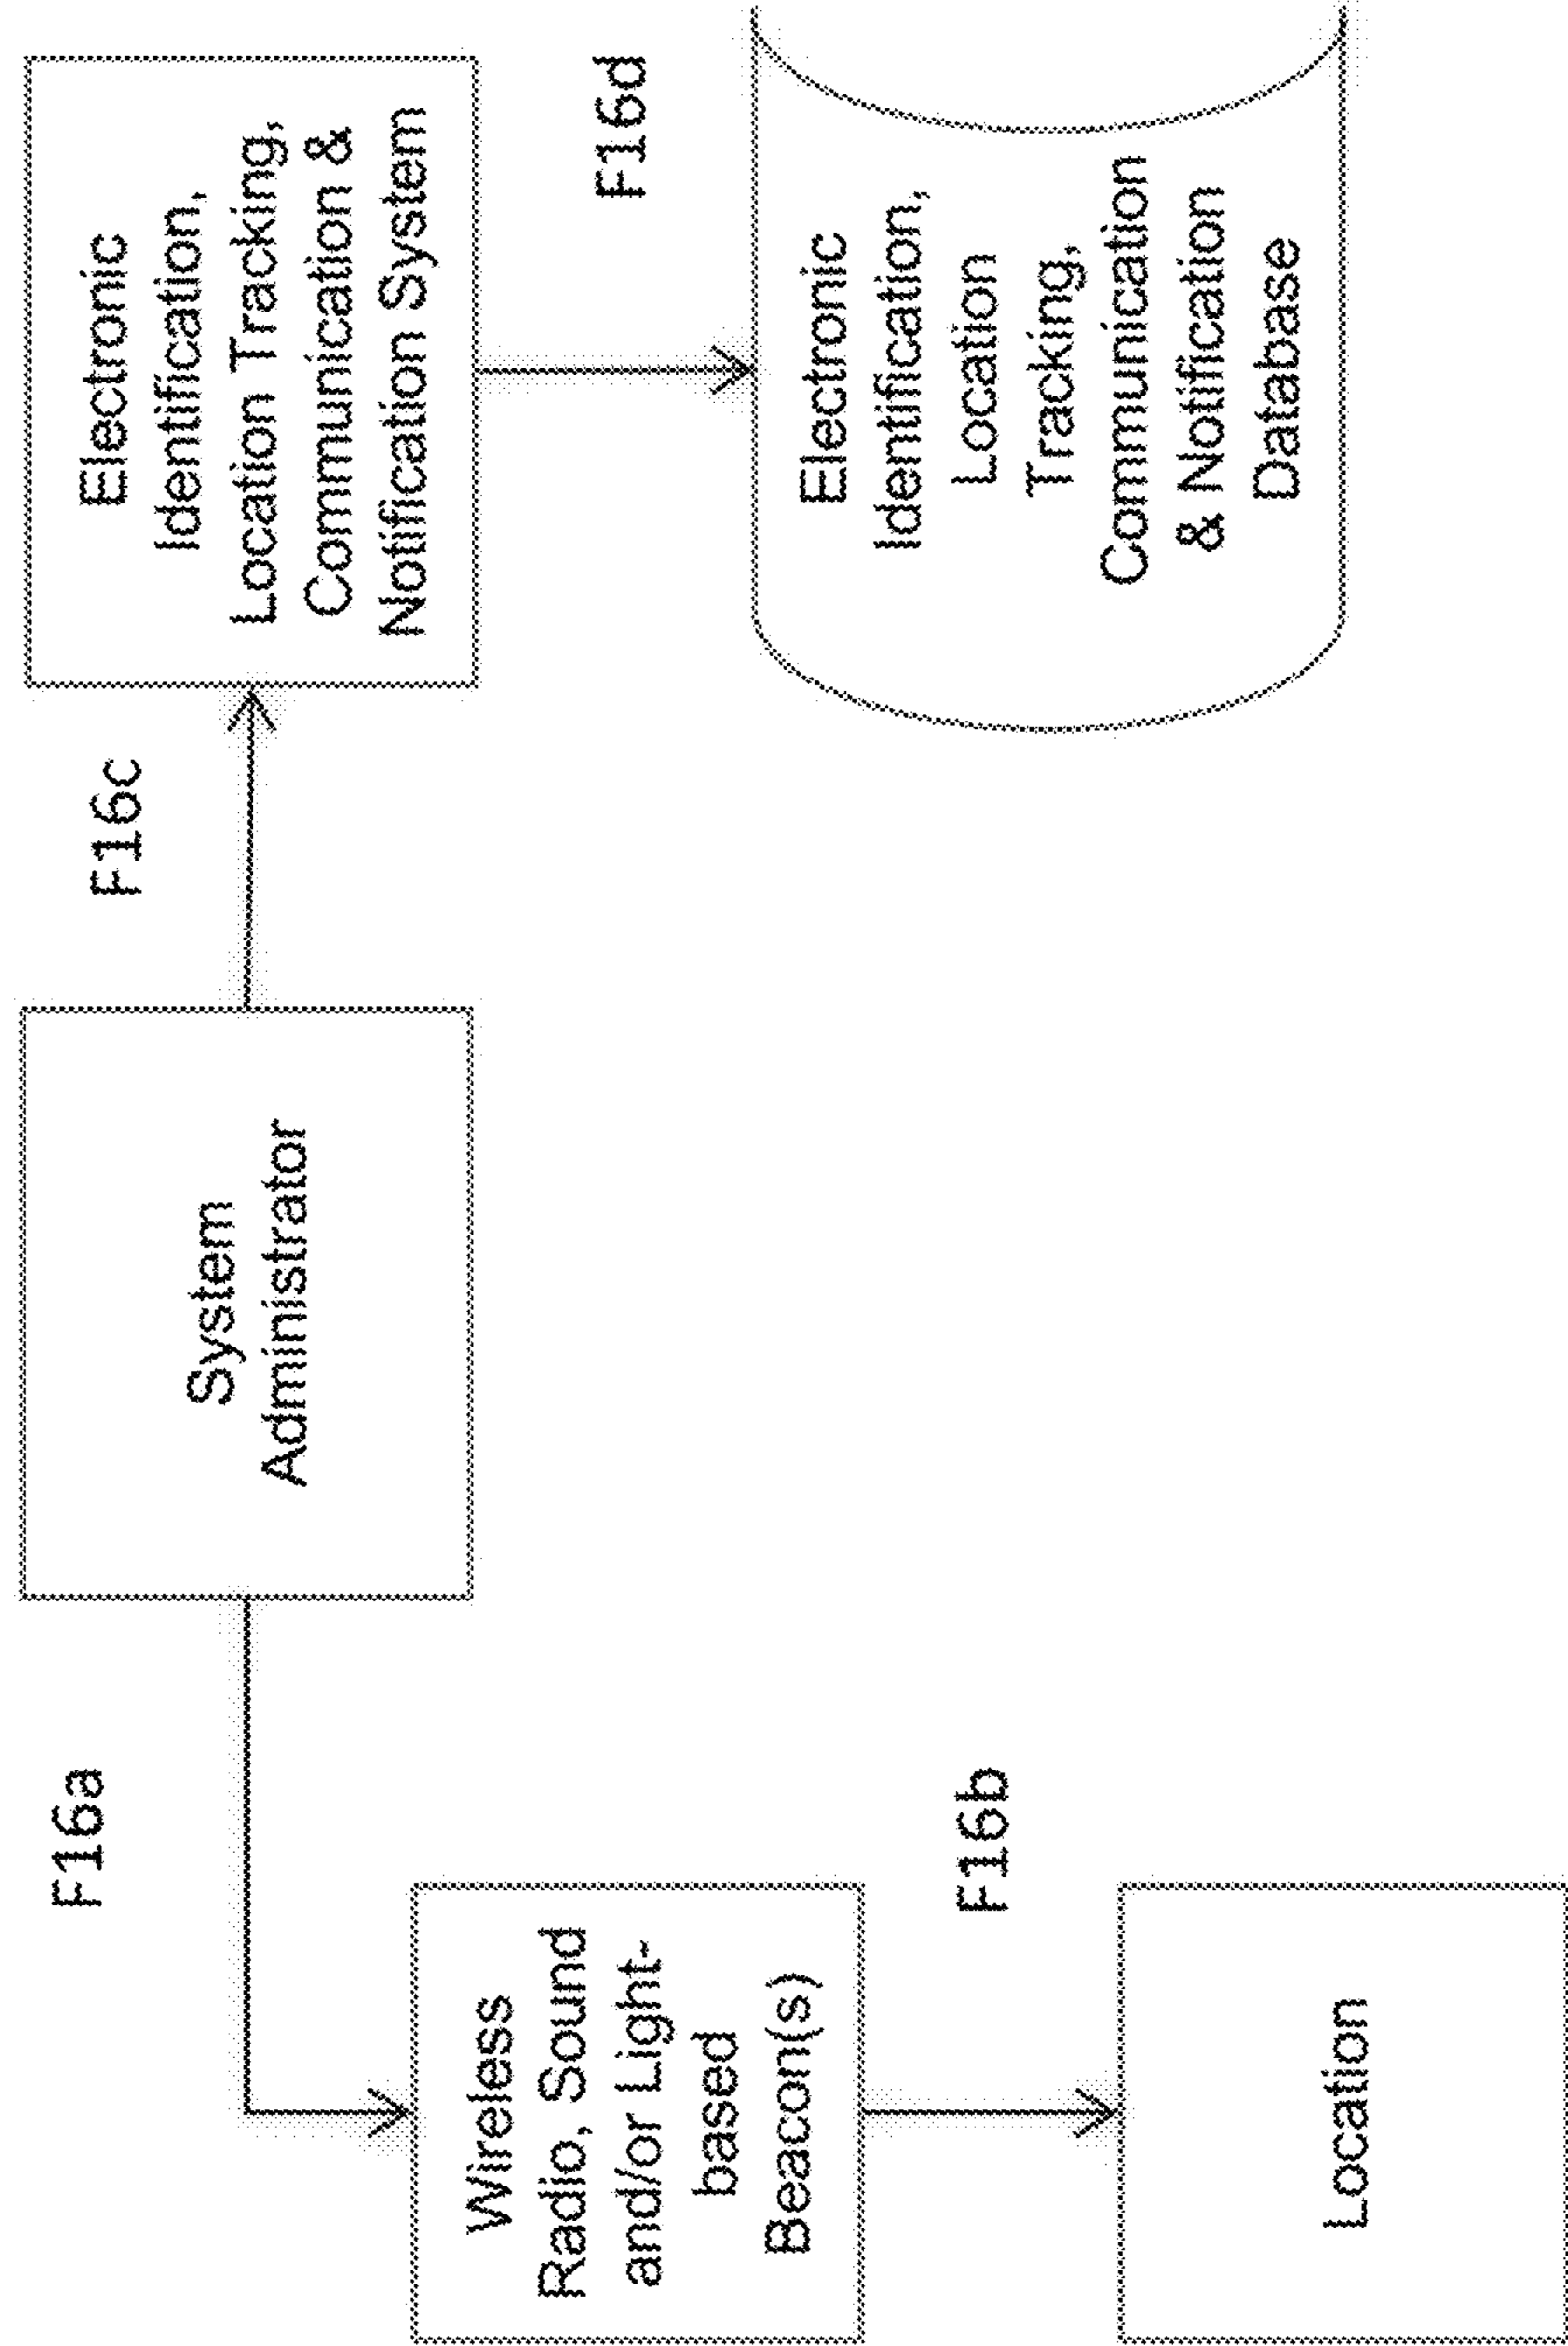 F16a
System
Administrator
F16c
Electronic
Identification,
Location Tracking,
Communication &
Notification System
Wireless
Radio, Sound
and/or Light-
based
Beacon(s)
F16b
Location
F16d
Electronic
Identification,
Location
Tracking,
Communication
& Notification
Database